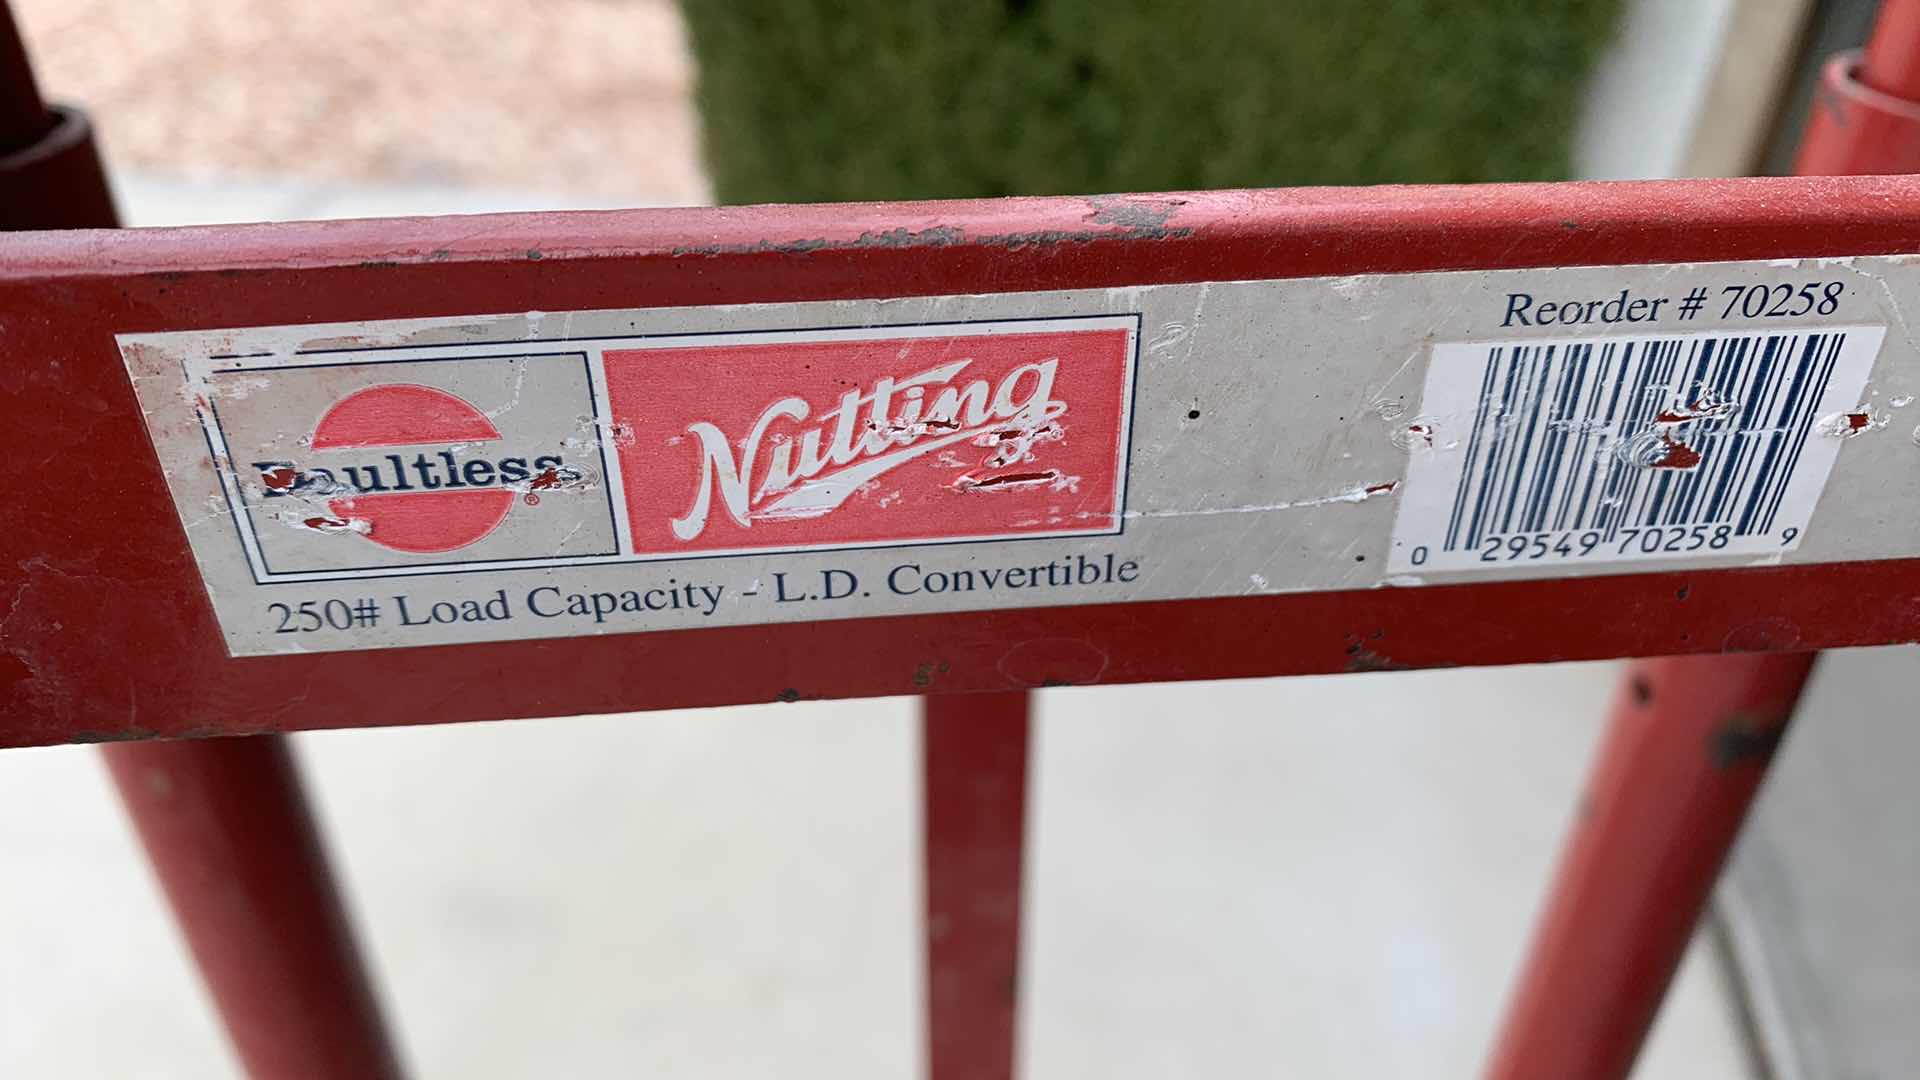 Faultless®
Nutting
250# Load Capacity - L.D. Convertible
Reorder # 70258
0 29549 70258 9